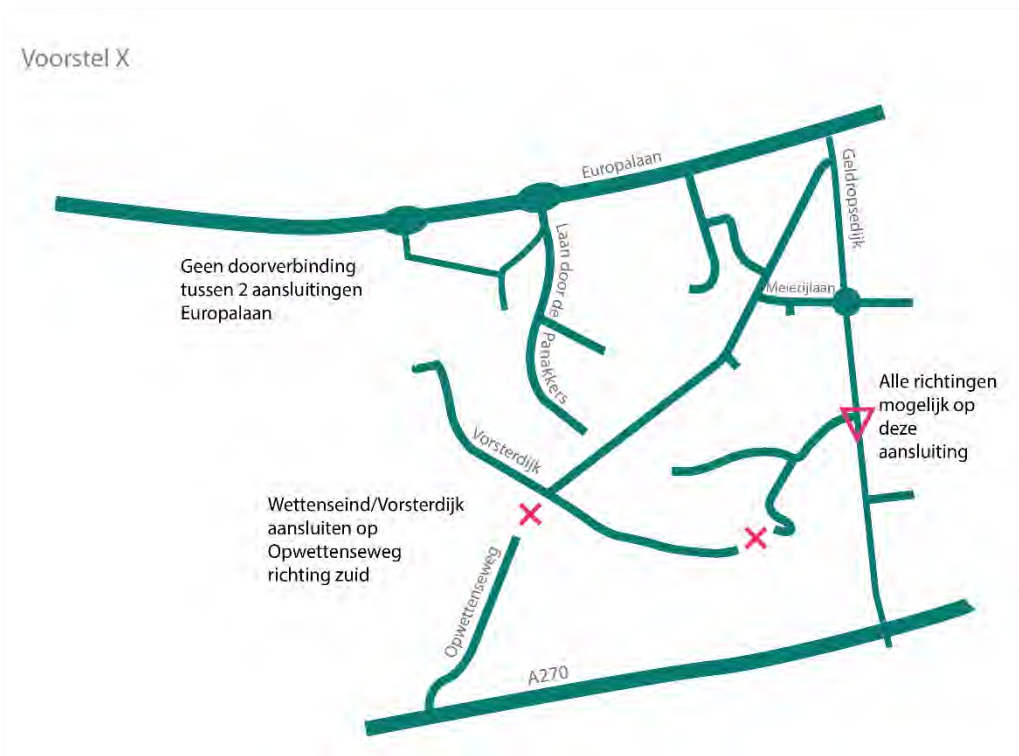 Voorstel X
Europalaan
Geldropsedijk
Laan door de
Panakkers
Geen doorverbinding
tussen 2 aansluitingen
Europalaan
Meierijlaan
Alle richtingen
mogelijk op
deze
aansluiting
Vorsterdijk
Wettenseind/Vorsterdijk
aansluiten op
Opwettenseweg
richting zuid
Opwettenseweg
A270